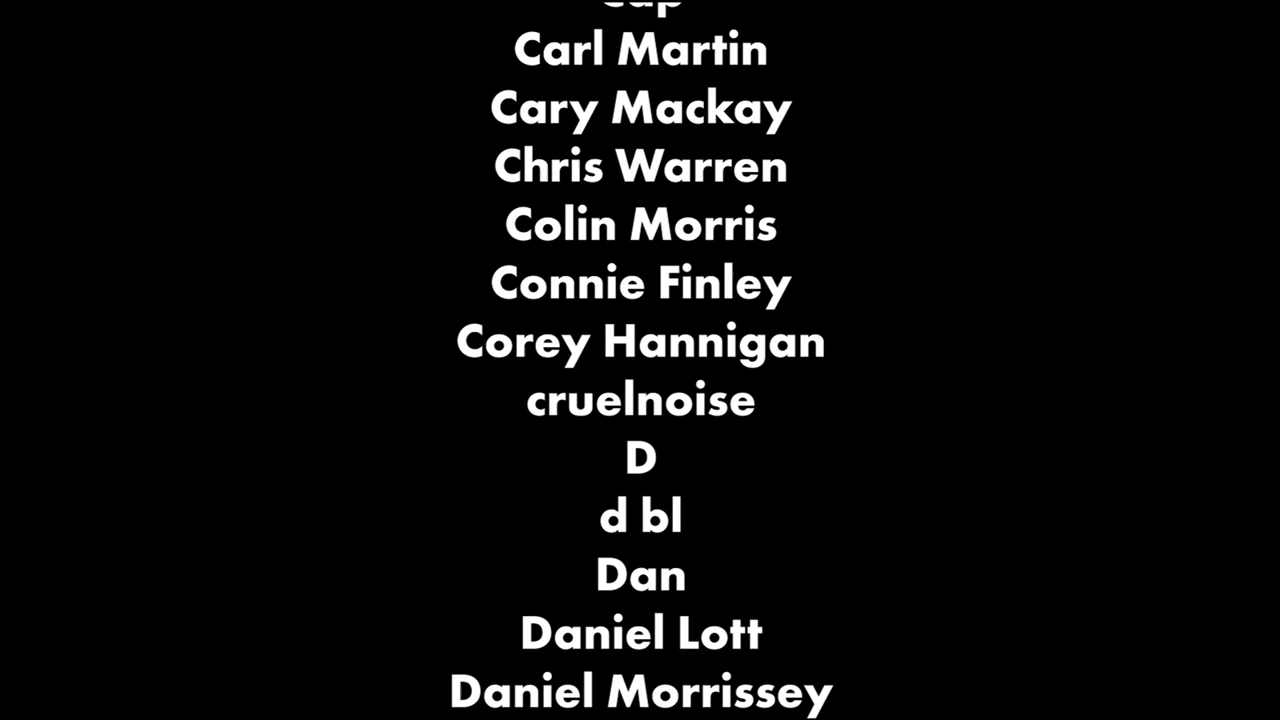 Carl Martin
Cary Mackay
Chris Warren
Colin Morris
Connie Finley
Corey Hannigan
cruelnoise
D
d bl
Dan
Daniel Lott
Daniel Morrissey